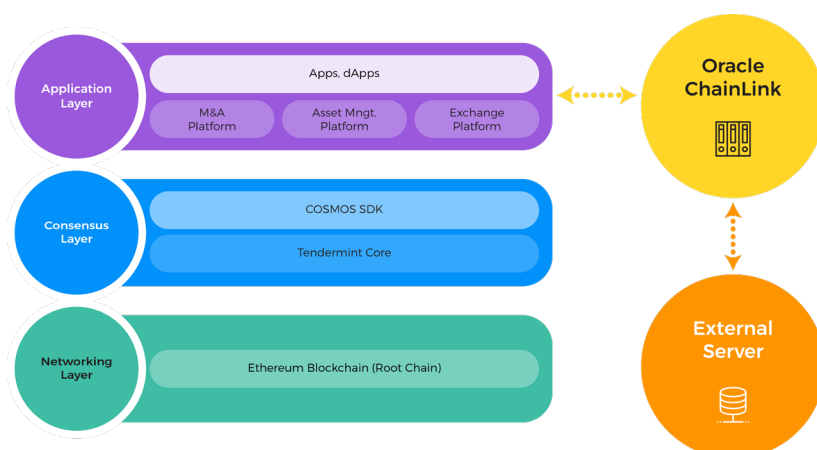 Application
Layer
Apps, dApps
M&A
Platform
Asset Mngt.
Platform
Exchange
Platform
Oracle
ChainLink
Consensus
Layer
COSMOS SDK
Tendermint Core
Networking
Layer
Ethereum Blockchain (Root Chain)
External
Server